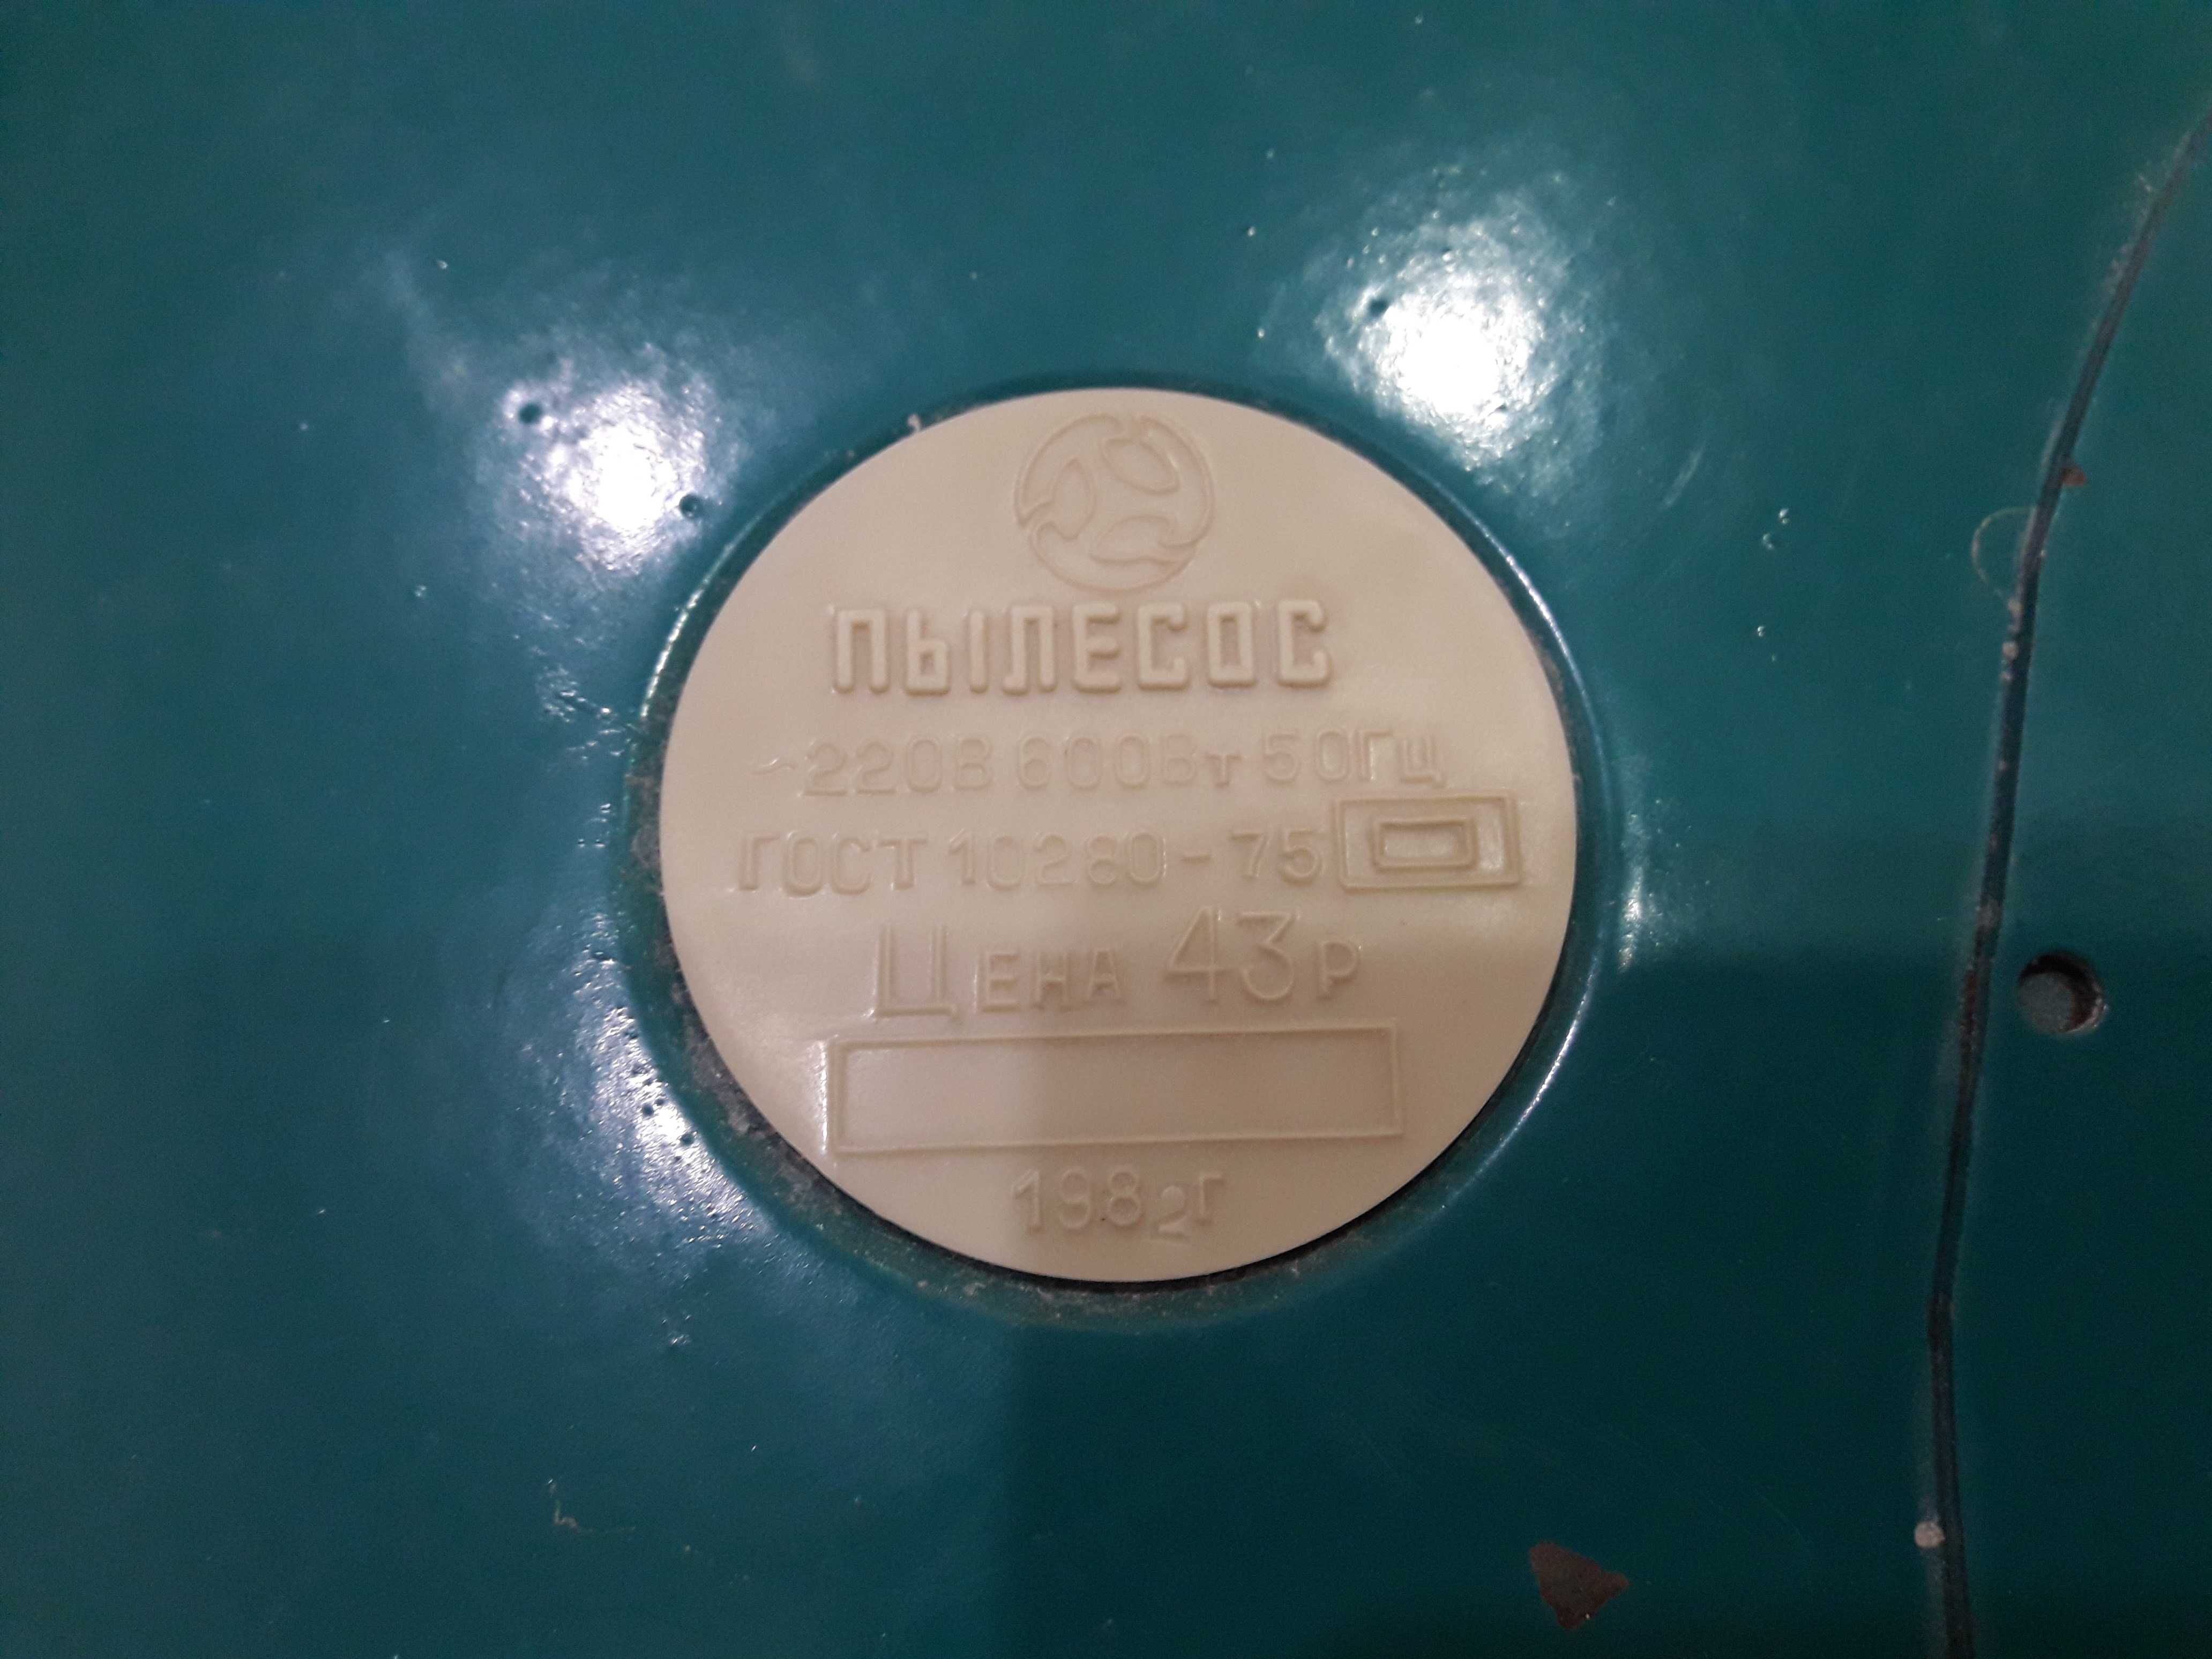 ПЫЛЕСОС
~220В 600Вт 50Гц
ГОСТ 10280-75
ЦЕНА 43Р
1982Г